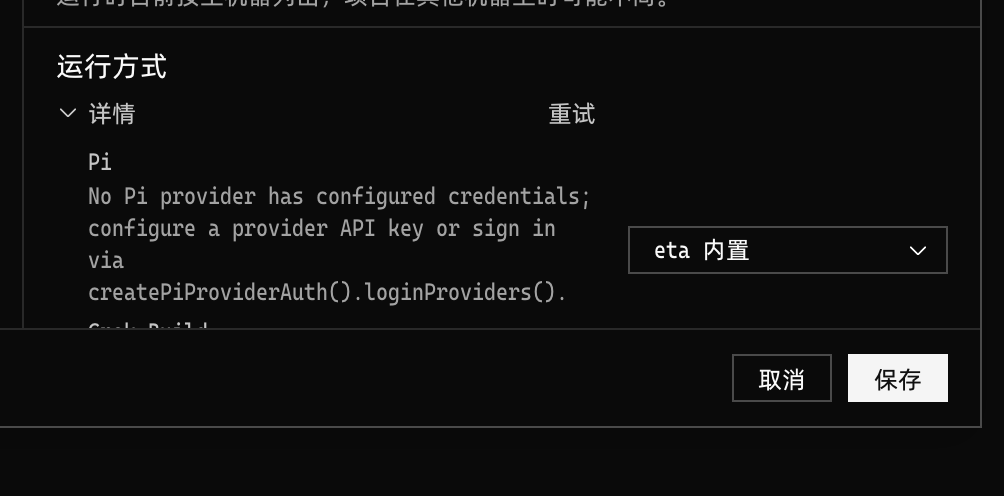 运行方式
详情
重试
Pi
No Pi provider has configured credentials;
configure a provider API key or sign in
via
createPiProviderAuth().loginProviders().
eta 内置
取消
保存